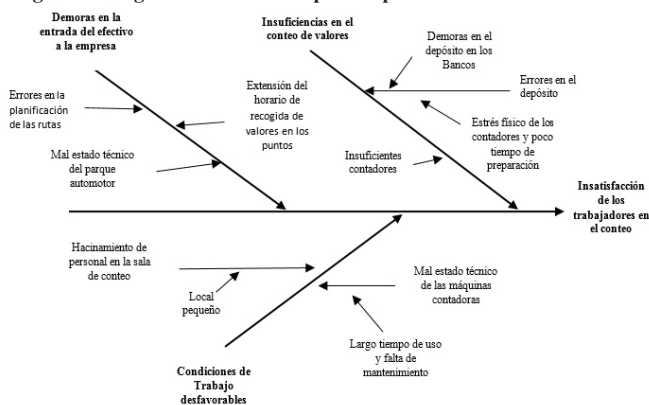 Demoras en la
entrada del efectivo
a la empresa
Insuficiencias en el
conteo de valores
Demoras en el
depósito en los
Bancos
Errores en el
depósito
Errores en la
planificación
de las rutas
Extensión del
horario de
recogida de
valores en los
puntos
Estrés físico de los
contadores y poco
tiempo de
preparación
Mal estado técnico
del parque
automotor
Insuficientes
contadores
Insatisfacción
de los
trabajadores en
el conteo
Hacinamiento de
personal en la sala
de conteo
Local
pequeño
Mal estado técnico
de las máquinas
contadoras
Largo tiempo de uso
y falta de
mantenimiento
Condiciones de
Trabajo
desfavorables